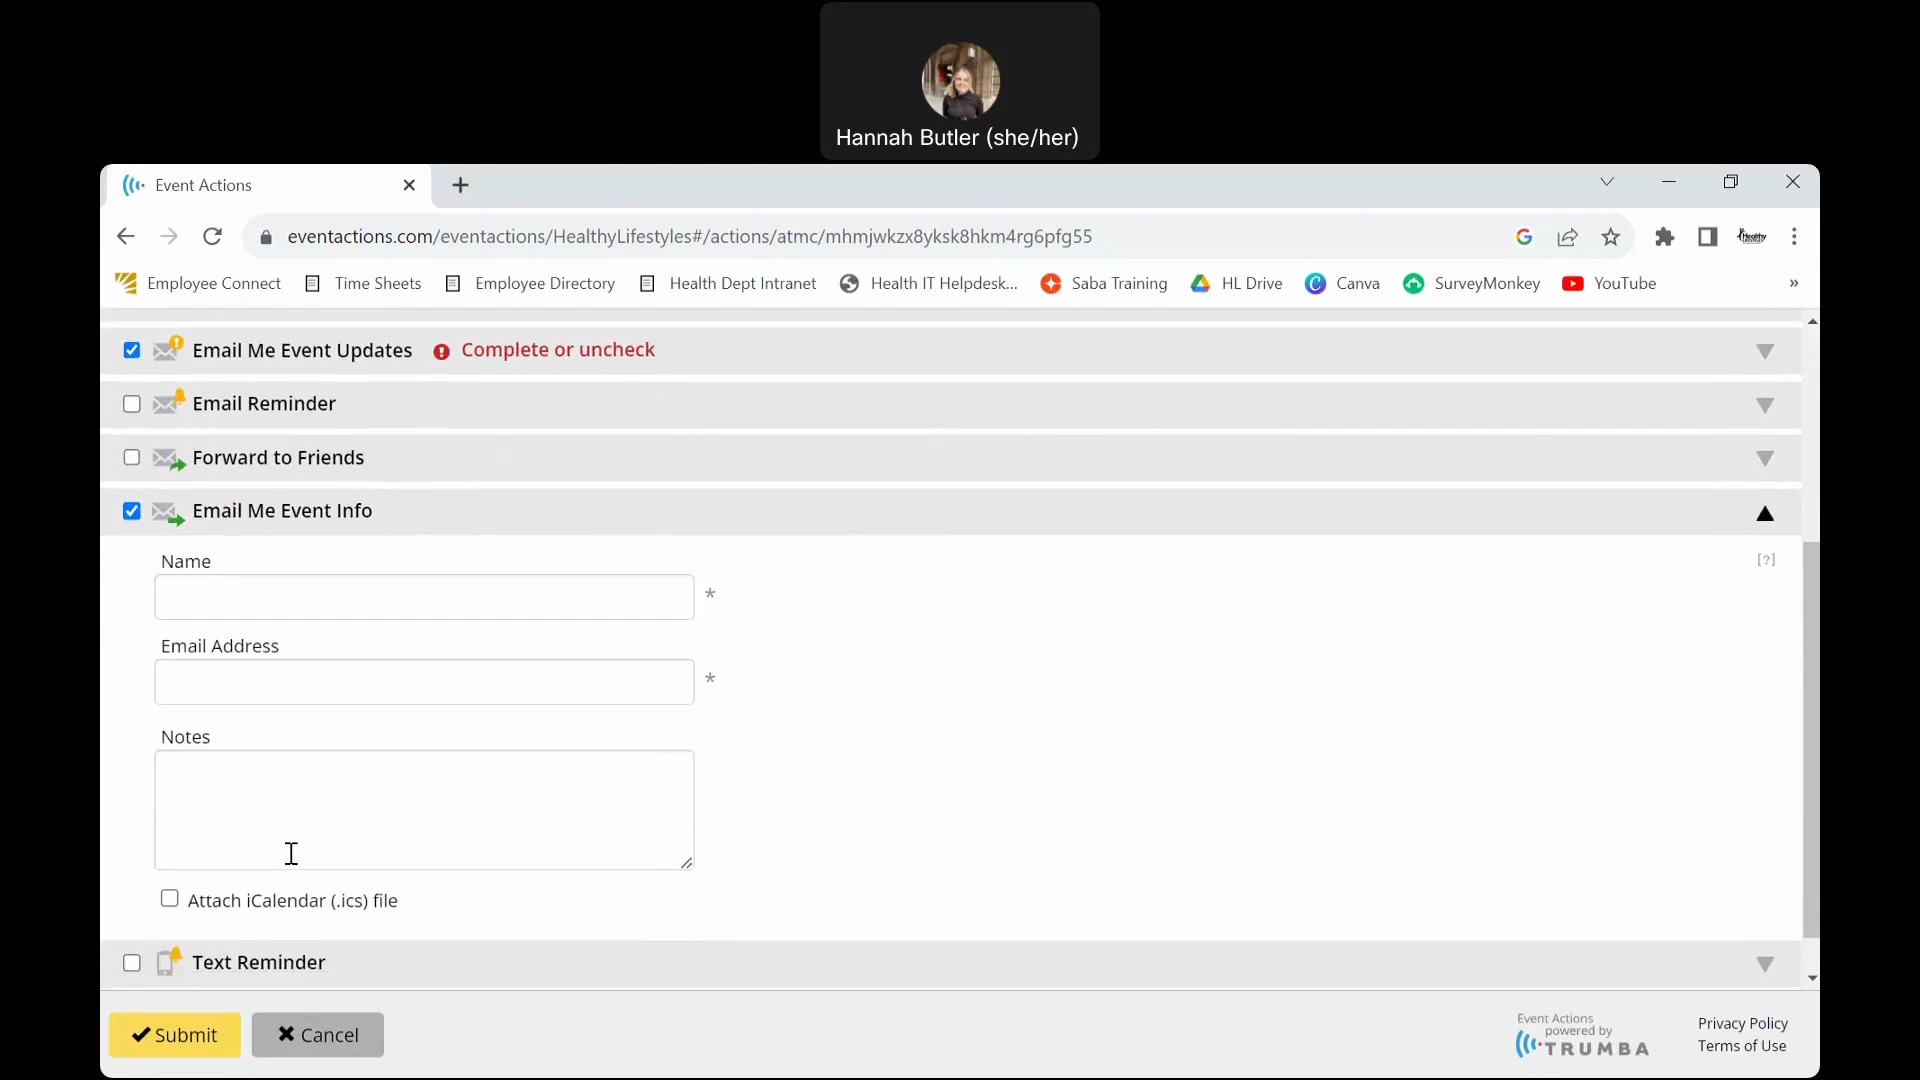 Hannah Butler (she/her)
Event Actions
eventactions.com/eventactions/HealthyLifestyles#/actions/atmc/mhmjwkzx8yksk8hkm4rg6pfg55
Employee Connect Time Sheets Employee Directory Health Dept Intranet Health IT Helpdesk... Saba Training HL Drive Canva SurveyMonkey YouTube »
Email Me Event Updates Complete or uncheck
Email Reminder
Forward to Friends
Email Me Event Info
Name
[?]
*
Email Address
*
Notes
Attach iCalendar (.ics) file
Text Reminder
Submit Cancel
Event Actions
powered by
TRUMBA
Privacy Policy
Terms of Use